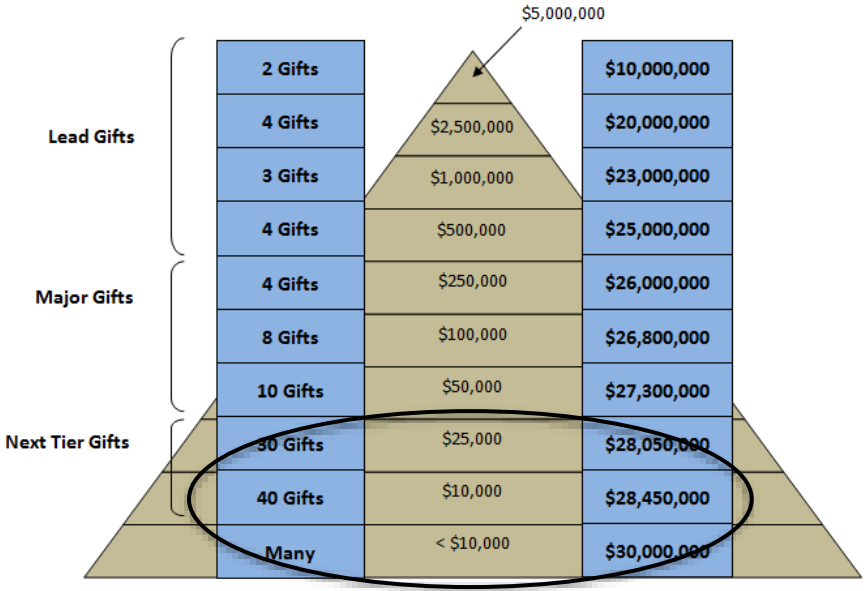 $5,000,000
Lead Gifts
2 Gifts $10,000,000
4 Gifts $2,500,000 $20,000,000
3 Gifts $1,000,000 $23,000,000
4 Gifts $500,000 $25,000,000
Major Gifts
4 Gifts $250,000 $26,000,000
8 Gifts $100,000 $26,800,000
10 Gifts $50,000 $27,300,000
Next Tier Gifts
30 Gifts $25,000 $28,050,000
40 Gifts $10,000 $28,450,000
Many < $10,000 $30,000,000